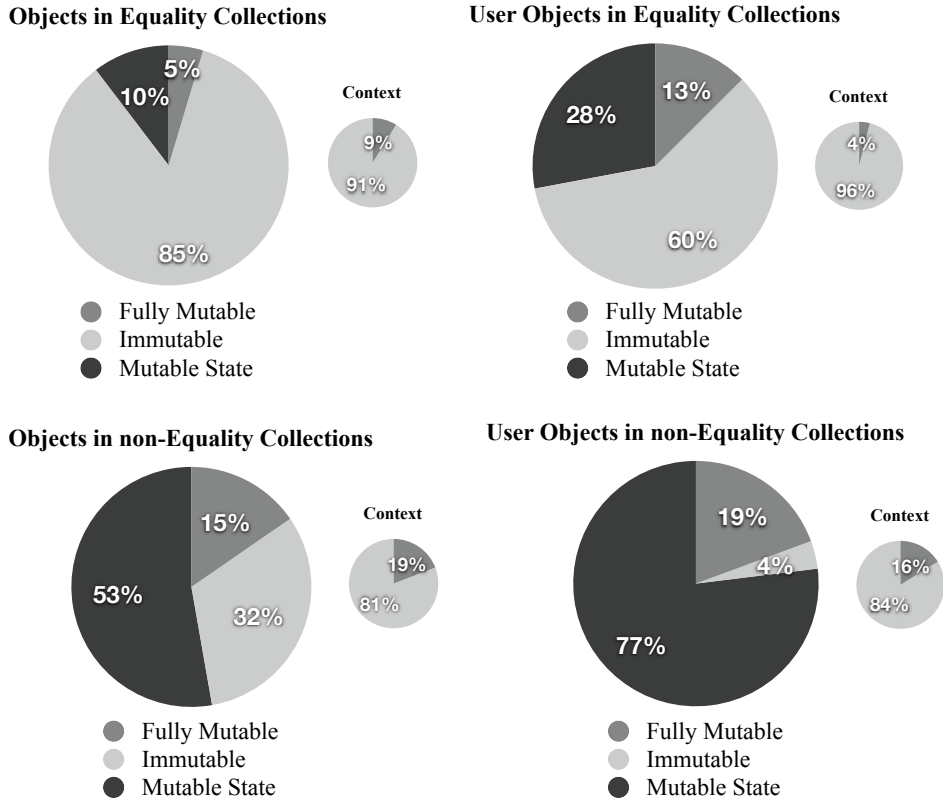 Objects in Equality Collections
5%
10%
85%
Context
9%
91%
Fully Mutable
Immutable
Mutable State
User Objects in Equality Collections
13%
28%
60%
Context
4%
96%
Fully Mutable
Immutable
Mutable State
Objects in non-Equality Collections
15%
53%
32%
Context
19%
81%
Fully Mutable
Immutable
Mutable State
User Objects in non-Equality Collections
19%
4%
77%
Context
16%
84%
Fully Mutable
Immutable
Mutable State